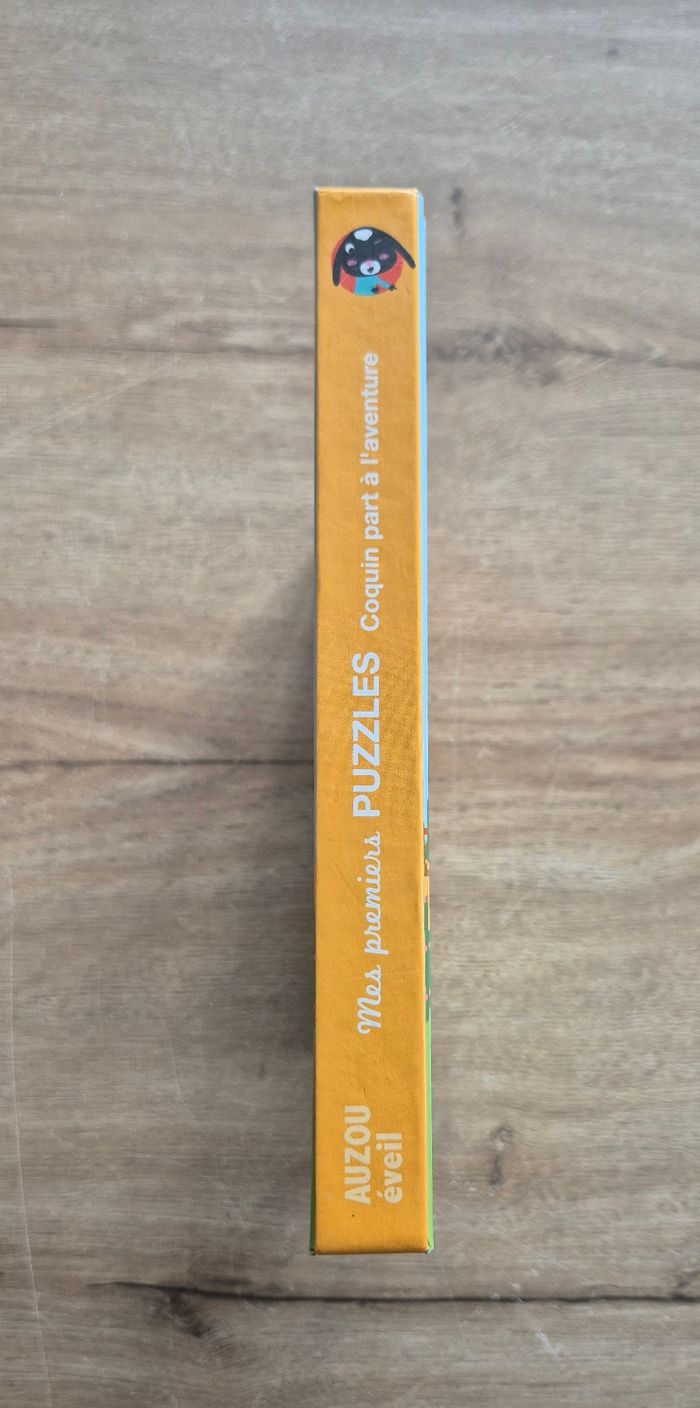 AUZOU
éveil
Mes premiers PUZZLES Coquin part à l'aventure